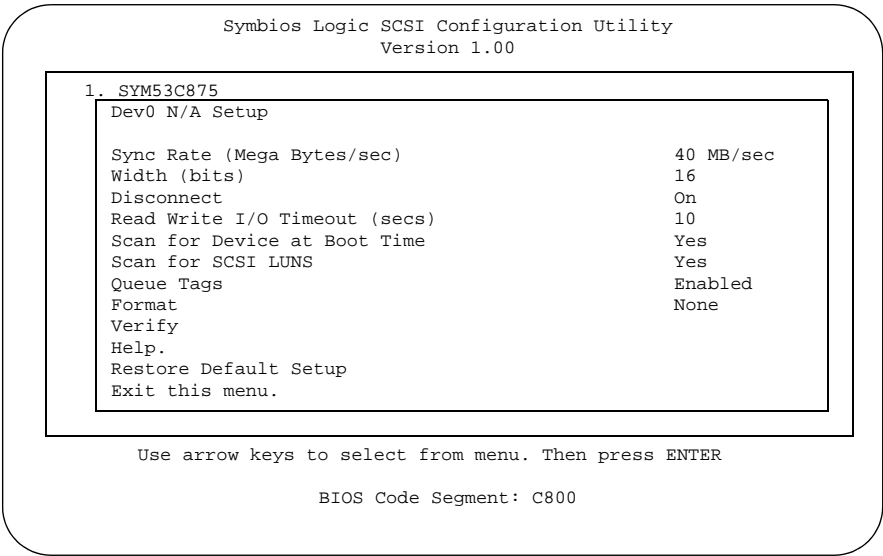 Symbios Logic SCSI Configuration Utility
Version 1.00
1. SYM53C875
Dev0 N/A Setup
Sync Rate (Mega Bytes/sec) 40 MB/sec
Width (bits) 16
Disconnect On
Read Write I/O Timeout (secs) 10
Scan for Device at Boot Time Yes
Scan for SCSI LUNS Yes
Queue Tags Enabled
Format None
Verify
Help.
Restore Default Setup
Exit this menu.
Use arrow keys to select from menu. Then press ENTER
BIOS Code Segment: C800